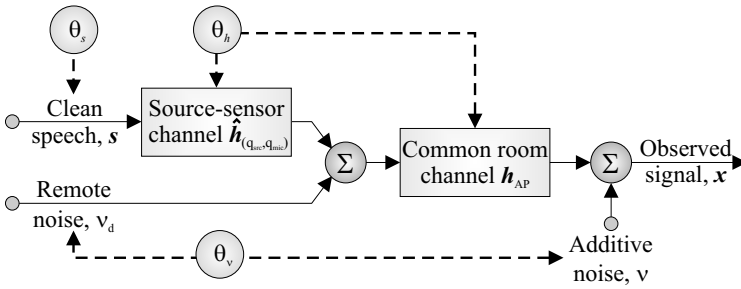 θs
θh
Clean
speech, s
Source-sensor
channel ĥ(qsrc,qmic)
Σ
Common room
channel hAP
Σ
Observed
signal, x
Remote
noise, νd
θν
Additive
noise, ν